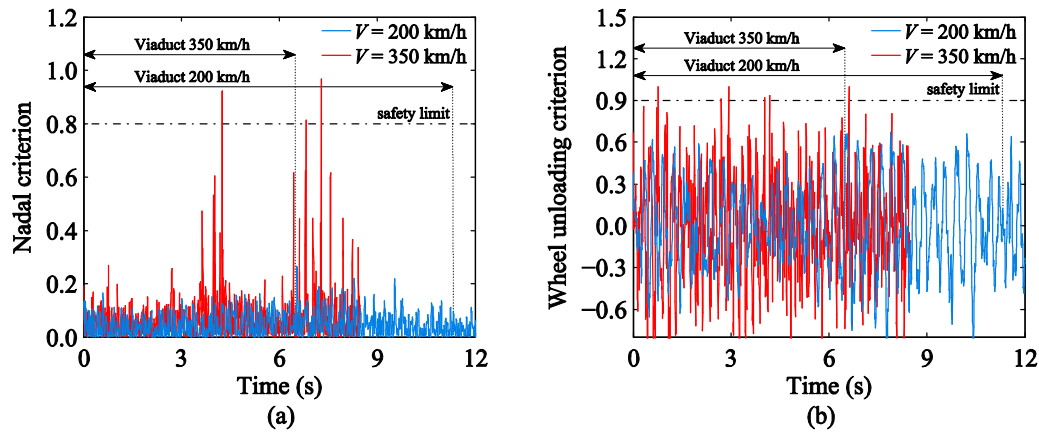 1.2
1.0
0.8
0.6
0.4
0.2
0.0
Nadal criterion
V = 200 km/h
V = 350 km/h
Viaduct 350 km/h
Viaduct 200 km/h
safety limit
0 3 6 9 12
Time (s)
(a)
1.5
1.2
0.9
0.6
0.3
0.0
−0.3
−0.6
Wheel unloading criterion
V = 200 km/h
V = 350 km/h
Viaduct 350 km/h
Viaduct 200 km/h
safety limit
0 3 6 9 12
Time (s)
(b)